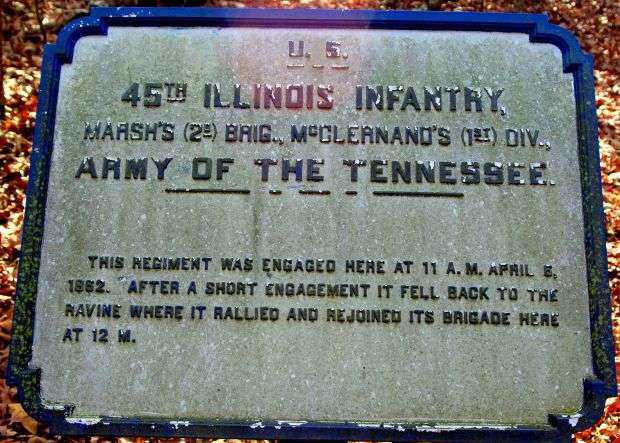 U. S.
45TH ILLINOIS INFANTRY,
MARSH'S (2D) BRIG., McCLERNAND'S (1ST) DIV.,
ARMY OF THE TENNESSEE.
THIS REGIMENT WAS ENGAGED HERE AT 11 A.M. APRIL 6,
1862. AFTER A SHORT ENGAGEMENT IT FELL BACK TO THE
RAVINE WHERE IT RALLIED AND REJOINED ITS BRIGADE HERE
AT 12 M.